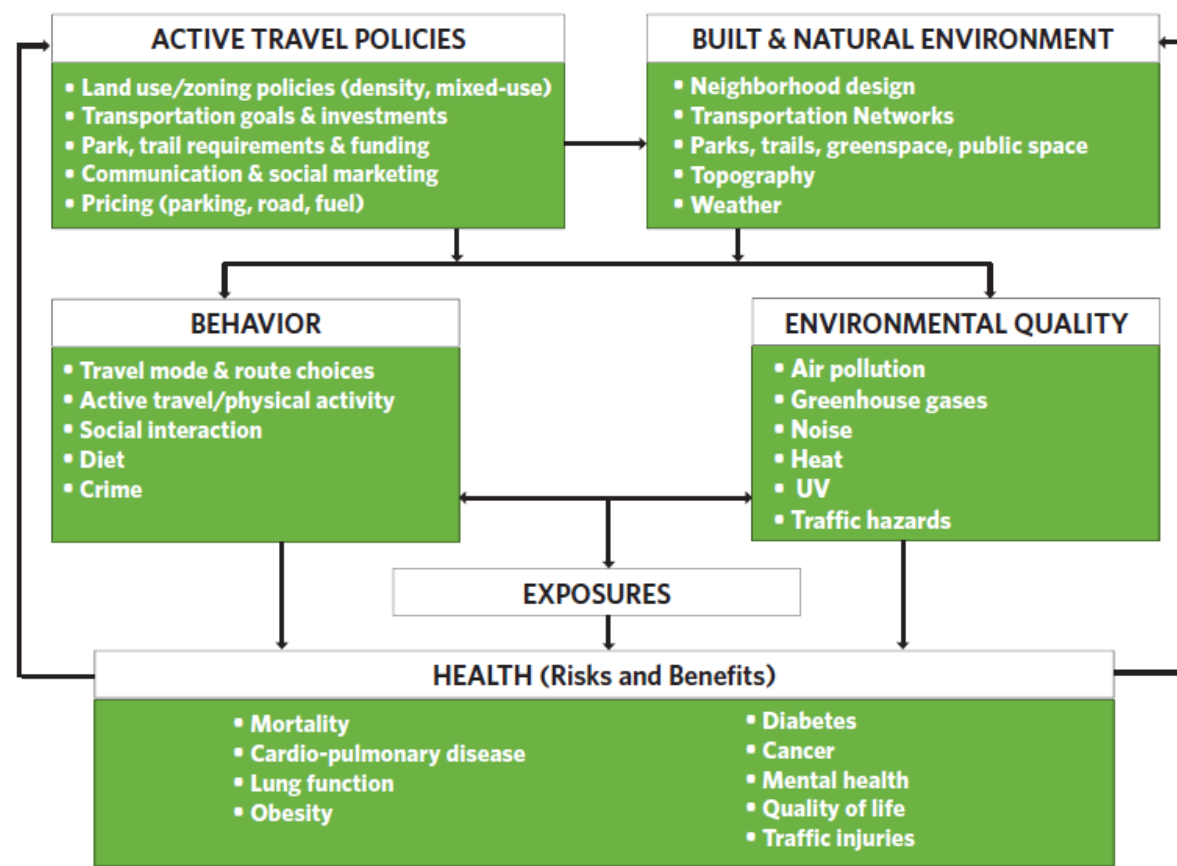 ACTIVE TRAVEL POLICIES
▪ Land use/zoning policies (density, mixed-use)
▪ Transportation goals & investments
▪ Park, trail requirements & funding
▪ Communication & social marketing
▪ Pricing (parking, road, fuel)
BUILT & NATURAL ENVIRONMENT
▪ Neighborhood design
▪ Transportation Networks
▪ Parks, trails, greenspace, public space
▪ Topography
▪ Weather
BEHAVIOR
▪ Travel mode & route choices
▪ Active travel/physical activity
▪ Social interaction
▪ Diet
▪ Crime
ENVIRONMENTAL QUALITY
▪ Air pollution
▪ Greenhouse gases
▪ Noise
▪ Heat
▪ UV
▪ Traffic hazards
EXPOSURES
HEALTH (Risks and Benefits)
▪ Mortality
▪ Cardio-pulmonary disease
▪ Lung function
▪ Obesity
▪ Diabetes
▪ Cancer
▪ Mental health
▪ Quality of life
▪ Traffic injuries